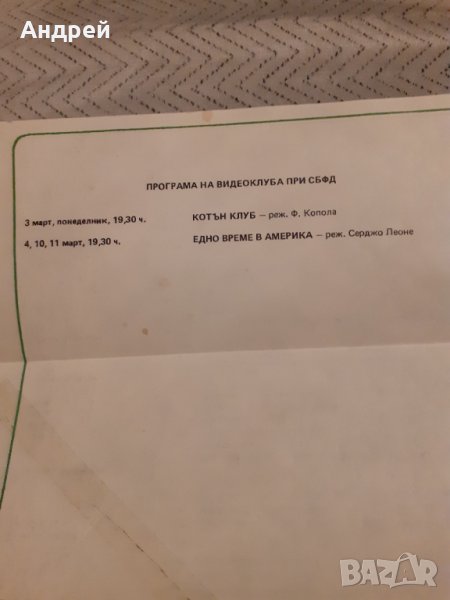 Андрей
ПРОГРАМА НА ВИДЕОКЛУБА ПРИ СБФД
3 март, понеделник, 19,30 ч. КОТЪН КЛУБ – реж. Ф. Копола
4, 10, 11 март, 19,30 ч. ЕДНО ВРЕМЕ В АМЕРИКА – реж. Серджо Леоне
BAZAR